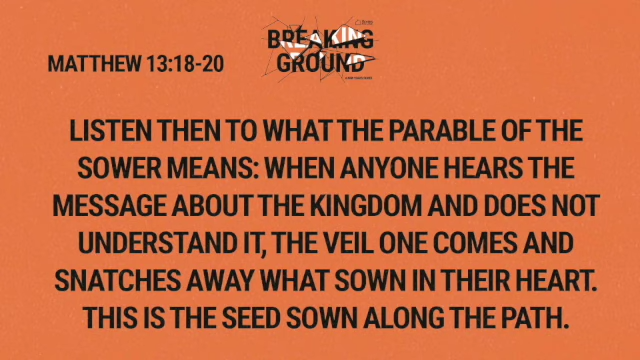 BREAKING
GROUND
MATTHEW 13:18-20
LISTEN THEN TO WHAT THE PARABLE OF THE
SOWER MEANS: WHEN ANYONE HEARS THE
MESSAGE ABOUT THE KINGDOM AND DOES NOT
UNDERSTAND IT, THE VEIL ONE COMES AND
SNATCHES AWAY WHAT SOWN IN THEIR HEART.
THIS IS THE SEED SOWN ALONG THE PATH.